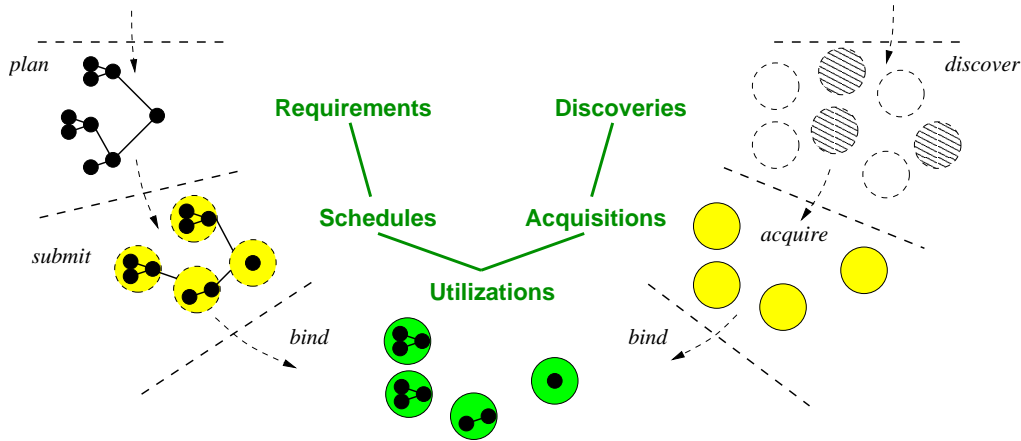 plan
discover
Requirements
Discoveries
Schedules
Acquisitions
submit
acquire
Utilizations
bind
bind